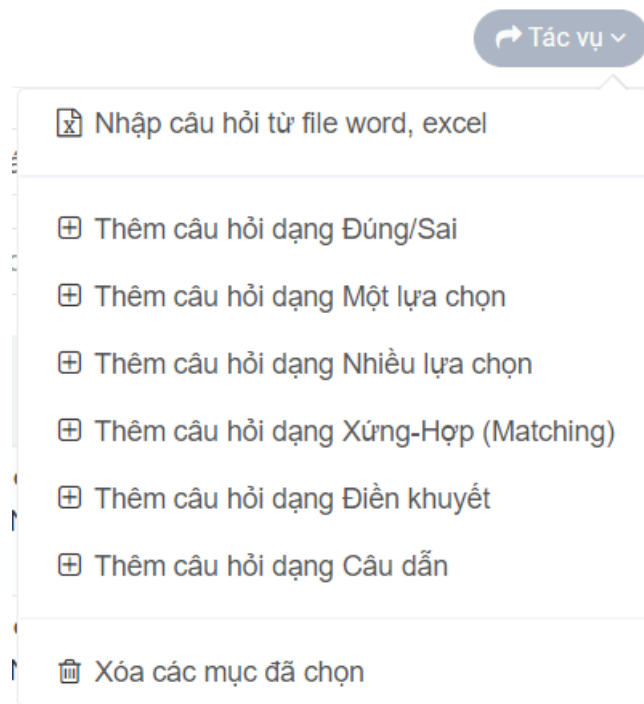 Tác vụ
Nhập câu hỏi từ file word, excel
Thêm câu hỏi dạng Đúng/Sai
Thêm câu hỏi dạng Một lựa chọn
Thêm câu hỏi dạng Nhiều lựa chọn
Thêm câu hỏi dạng Xứng-Hợp (Matching)
Thêm câu hỏi dạng Điền khuyết
Thêm câu hỏi dạng Câu dẫn
Xóa các mục đã chọn